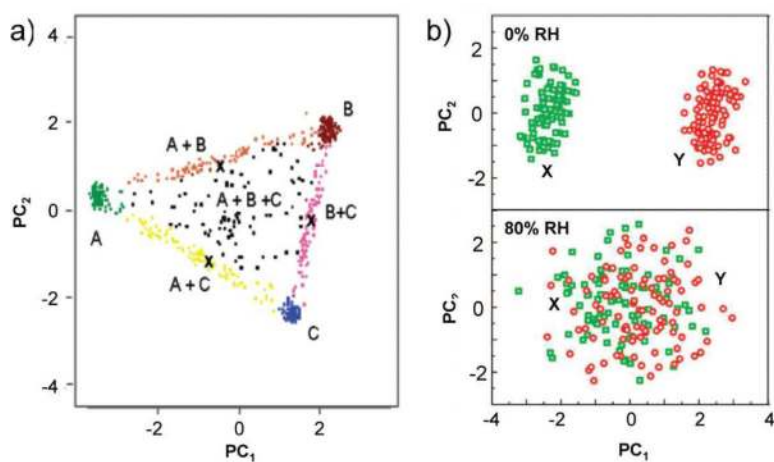 a)
4
2
0
-2
-4
PC2
-2
0
2
PC1
A
B
C
A + B
A + B + C
B+C
A + C
X
X
X
b)
0% RH
2
0
-2
PC2
X
Y
80% RH
2
0
-2
PC2
X
Y
-4
-2
0
2
4
PC1